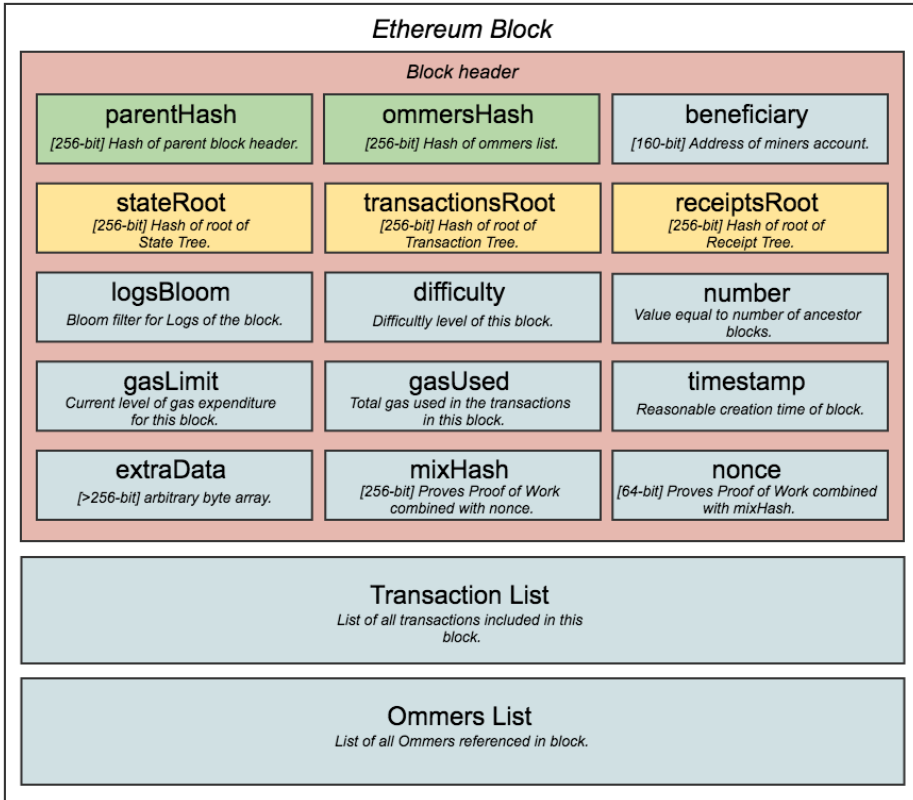 Ethereum Block
Block header
parentHash
[256-bit] Hash of parent block header.
ommersHash
[256-bit] Hash of ommers list.
beneficiary
[160-bit] Address of miners account.
stateRoot
[256-bit] Hash of root of
State Tree.
transactionsRoot
[256-bit] Hash of root of
Transaction Tree.
receiptsRoot
[256-bit] Hash of root of
Receipt Tree.
logsBloom
Bloom filter for Logs of the block.
difficulty
Difficultly level of this block.
number
Value equal to number of ancestor
blocks.
gasLimit
Current level of gas expenditure
for this block.
gasUsed
Total gas used in the transactions
in this block.
timestamp
Reasonable creation time of block.
extraData
[>256-bit] arbitrary byte array.
mixHash
[256-bit] Proves Proof of Work
combined with nonce.
nonce
[64-bit] Proves Proof of Work combined
with mixHash.
Transaction List
List of all transactions included in this
block.
Ommers List
List of all Ommers referenced in block.